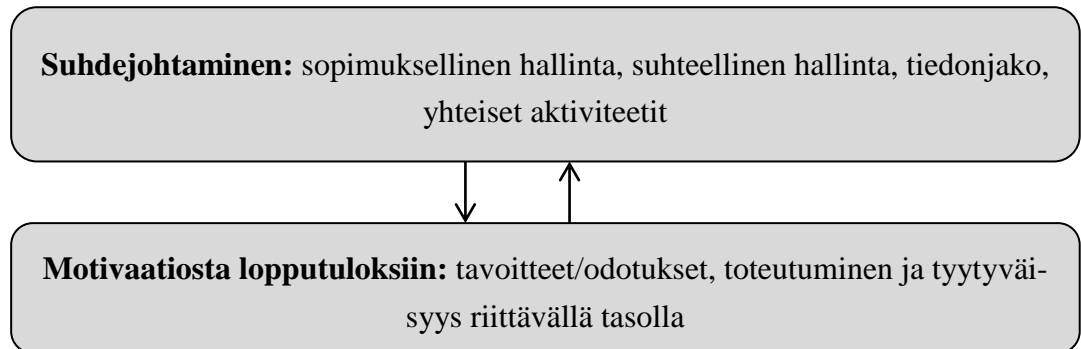 Suhdejohtaminen: sopimuksellinen hallinta, suhteellinen hallinta, tiedonjako,
yhteiset aktiviteetit
Motivaatiosta lopputuloksiin: tavoitteet/odotukset, toteutuminen ja tyytyväi-
syys riittävällä tasolla